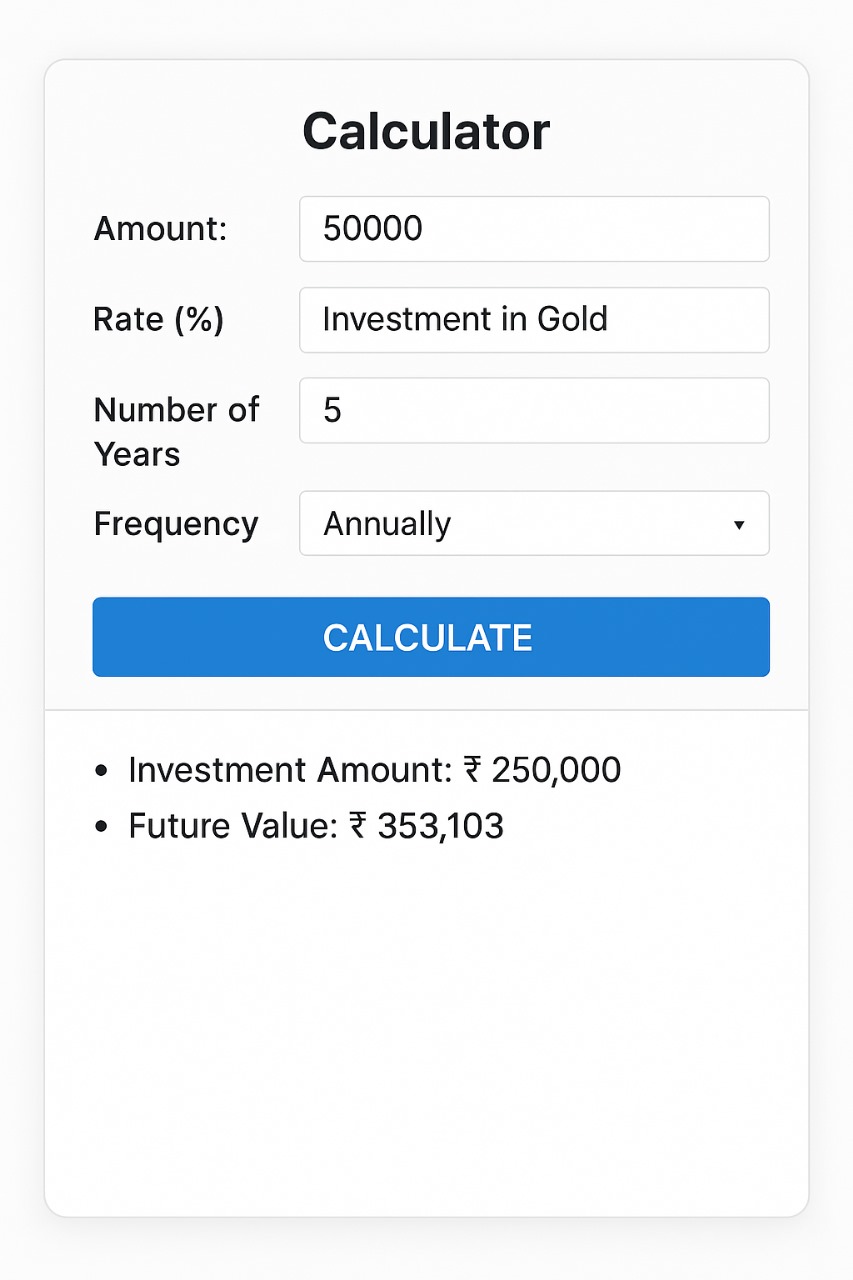 Calculator
Amount:
50000
Rate (%)
Investment in Gold
Number of
Years
5
Frequency
Annually
CALCULATE
• Investment Amount: ₹ 250,000
• Future Value: ₹ 353,103